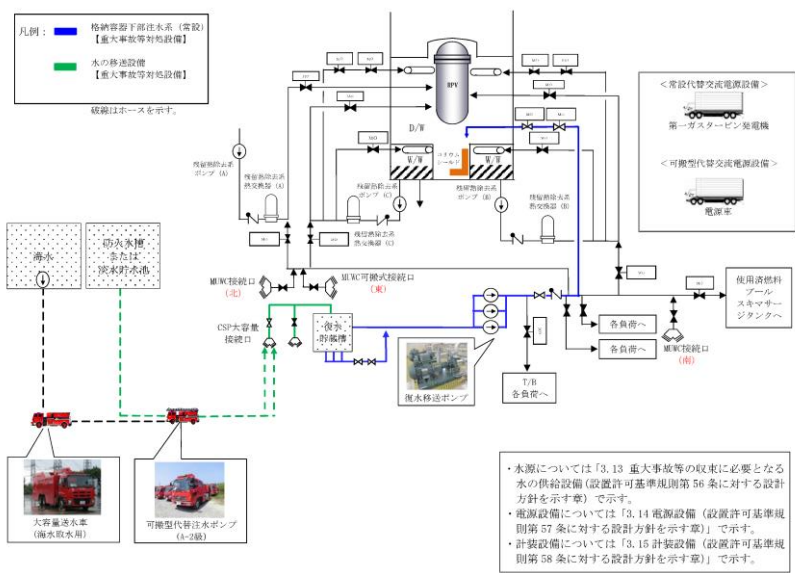 凡例：
格納容器下部注水系（常設）
【重大事故等対処設備】
水の移送設備
【重大事故等対処設備】
破線はホースを示す。
RPV
D/W
W/W
W/W
コリウム
シールド
残留熱除去系
ポンプ(A)
残留熱除去系
熱交換器(A)
残留熱除去系
ポンプ(C)
残留熱除去系
熱交換器(C)
残留熱除去系
ポンプ(B)
残留熱除去系
熱交換器(B)
＜常設代替交流電源設備＞
第一ガスタービン発電機
＜可搬型代替交流電源設備＞
電源車
海水
防火水槽
または
淡水貯水池
MUWC接続口
(北)
MUWC可搬式接続口
(東)
CSP大容量
接続口
復水
貯蔵槽
復水移送ポンプ
T/B
各負荷へ
各負荷へ
各負荷へ
MUWC接続口
(南)
使用済燃料
プール
スキマサー
ジタンクへ
大容量送水車
(海水取水用)
可搬型代替注水ポンプ
(A-2級)
・水源については「3.13 重大事故等の収束に必要となる
水の供給設備(設置許可基準規則第56条に対する設計
方針を示す章)で示す。
・電源設備については「3.14 電源設備（設置許可基準規
則第57条に対する設計方針を示す章)」で示す。
・計装設備については「3.15 計装設備（設置許可基準規
則第58条に対する設計方針を示す章)」で示す。